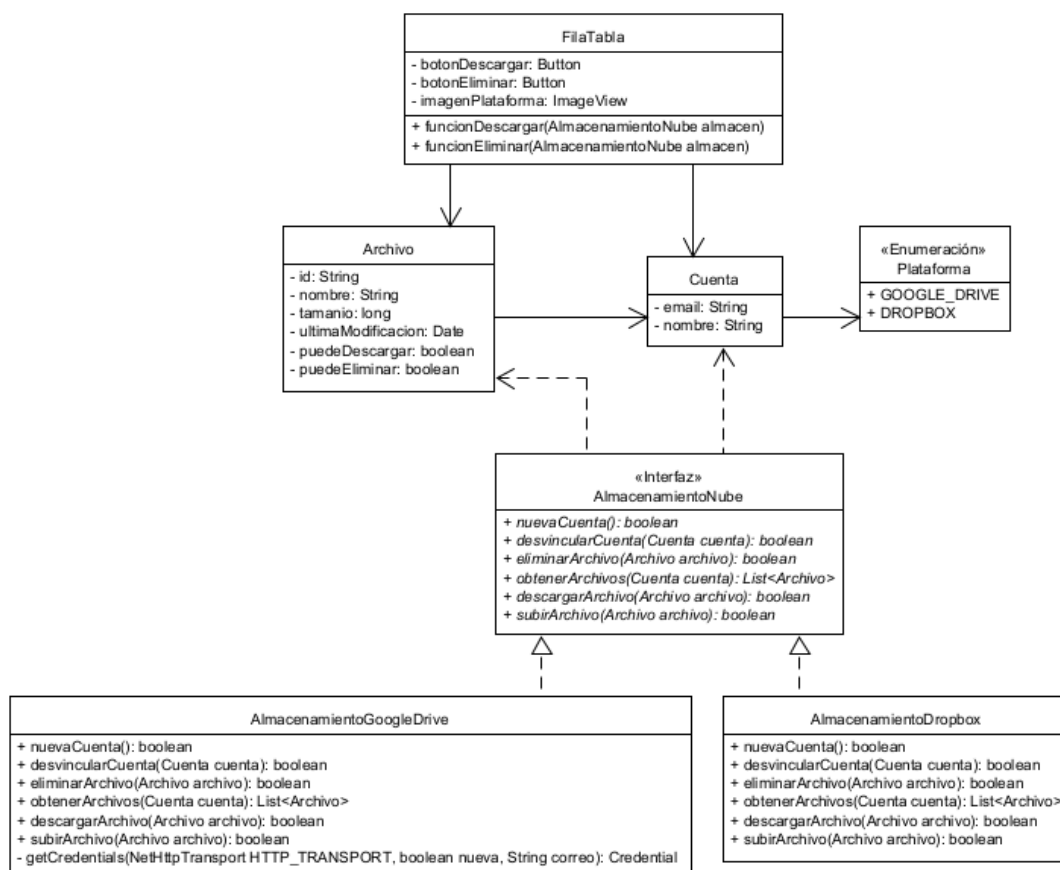 FilaTabla
- botonDescargar: Button
- botonEliminar: Button
- imagenPlataforma: ImageView
+ funcionDescargar(AlmacenamientoNube almacen)
+ funcionEliminar(AlmacenamientoNube almacen)
Archivo
- id: String
- nombre: String
- tamanio: long
- ultimaModificacion: Date
- puedeDescargar: boolean
- puedeEliminar: boolean
Cuenta
- email: String
- nombre: String
«Enumeración»
Plataforma
+ GOOGLE_DRIVE
+ DROPBOX
«Interfaz»
AlmacenamientoNube
+ nuevaCuenta(): boolean
+ desvincularCuenta(Cuenta cuenta): boolean
+ eliminarArchivo(Archivo archivo): boolean
+ obtenerArchivos(Cuenta cuenta): List<Archivo>
+ descargarArchivo(Archivo archivo): boolean
+ subirArchivo(Archivo archivo): boolean
AlmacenamientoGoogleDrive
+ nuevaCuenta(): boolean
+ desvincularCuenta(Cuenta cuenta): boolean
+ eliminarArchivo(Archivo archivo): boolean
+ obtenerArchivos(Cuenta cuenta): List<Archivo>
+ descargarArchivo(Archivo archivo): boolean
+ subirArchivo(Archivo archivo): boolean
- getCredentials(NetHttpTransport HTTP_TRANSPORT, boolean nueva, String correo): Credential
AlmacenamientoDropbox
+ nuevaCuenta(): boolean
+ desvincularCuenta(Cuenta cuenta): boolean
+ eliminarArchivo(Archivo archivo): boolean
+ obtenerArchivos(Cuenta cuenta): List<Archivo>
+ descargarArchivo(Archivo archivo): boolean
+ subirArchivo(Archivo archivo): boolean